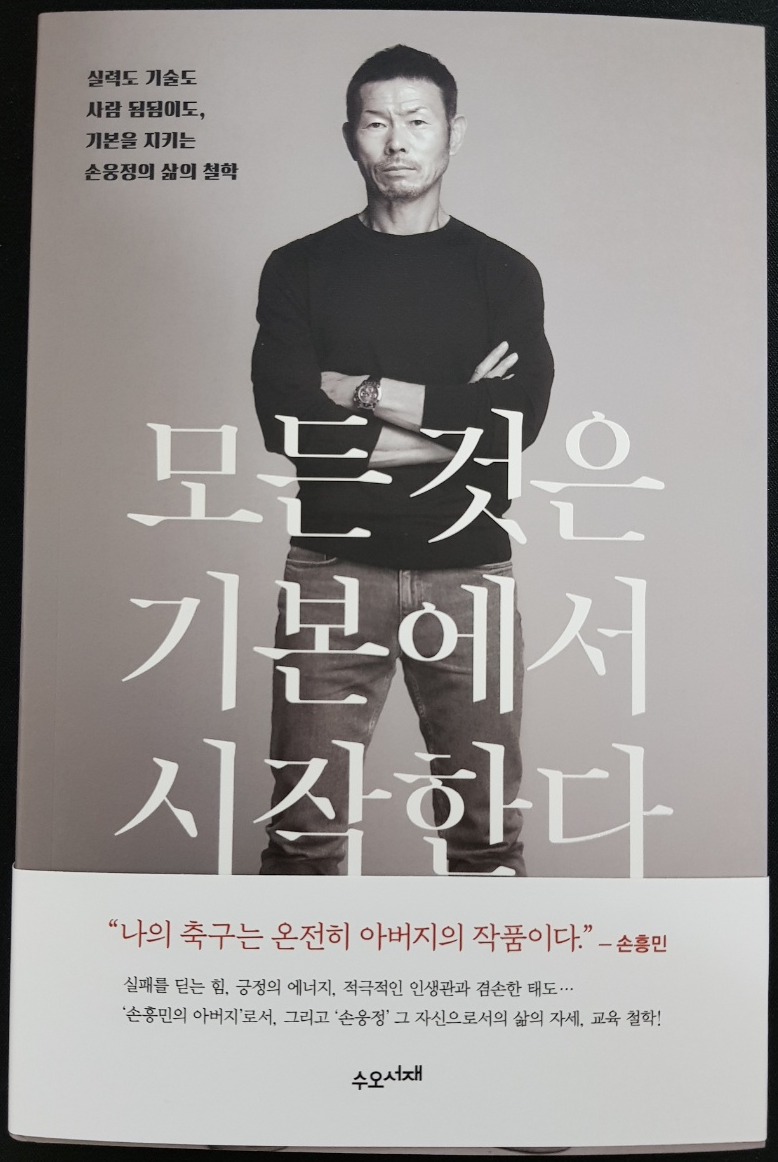 실력도 기술도
사람 됨됨이도,
기본을 지키는
손웅정의 삶의 철학
모든 것은
기본에서
시작한다
“나의 축구는 온전히 아버지의 작품이다.” – 손흥민
실패를 딛는 힘, 긍정의 에너지, 적극적인 인생관과 겸손한 태도…
‘손흥민의 아버지’로서, 그리고 ‘손웅정’ 그 자신으로서의 삶의 자세, 교육 철학!
수오서재